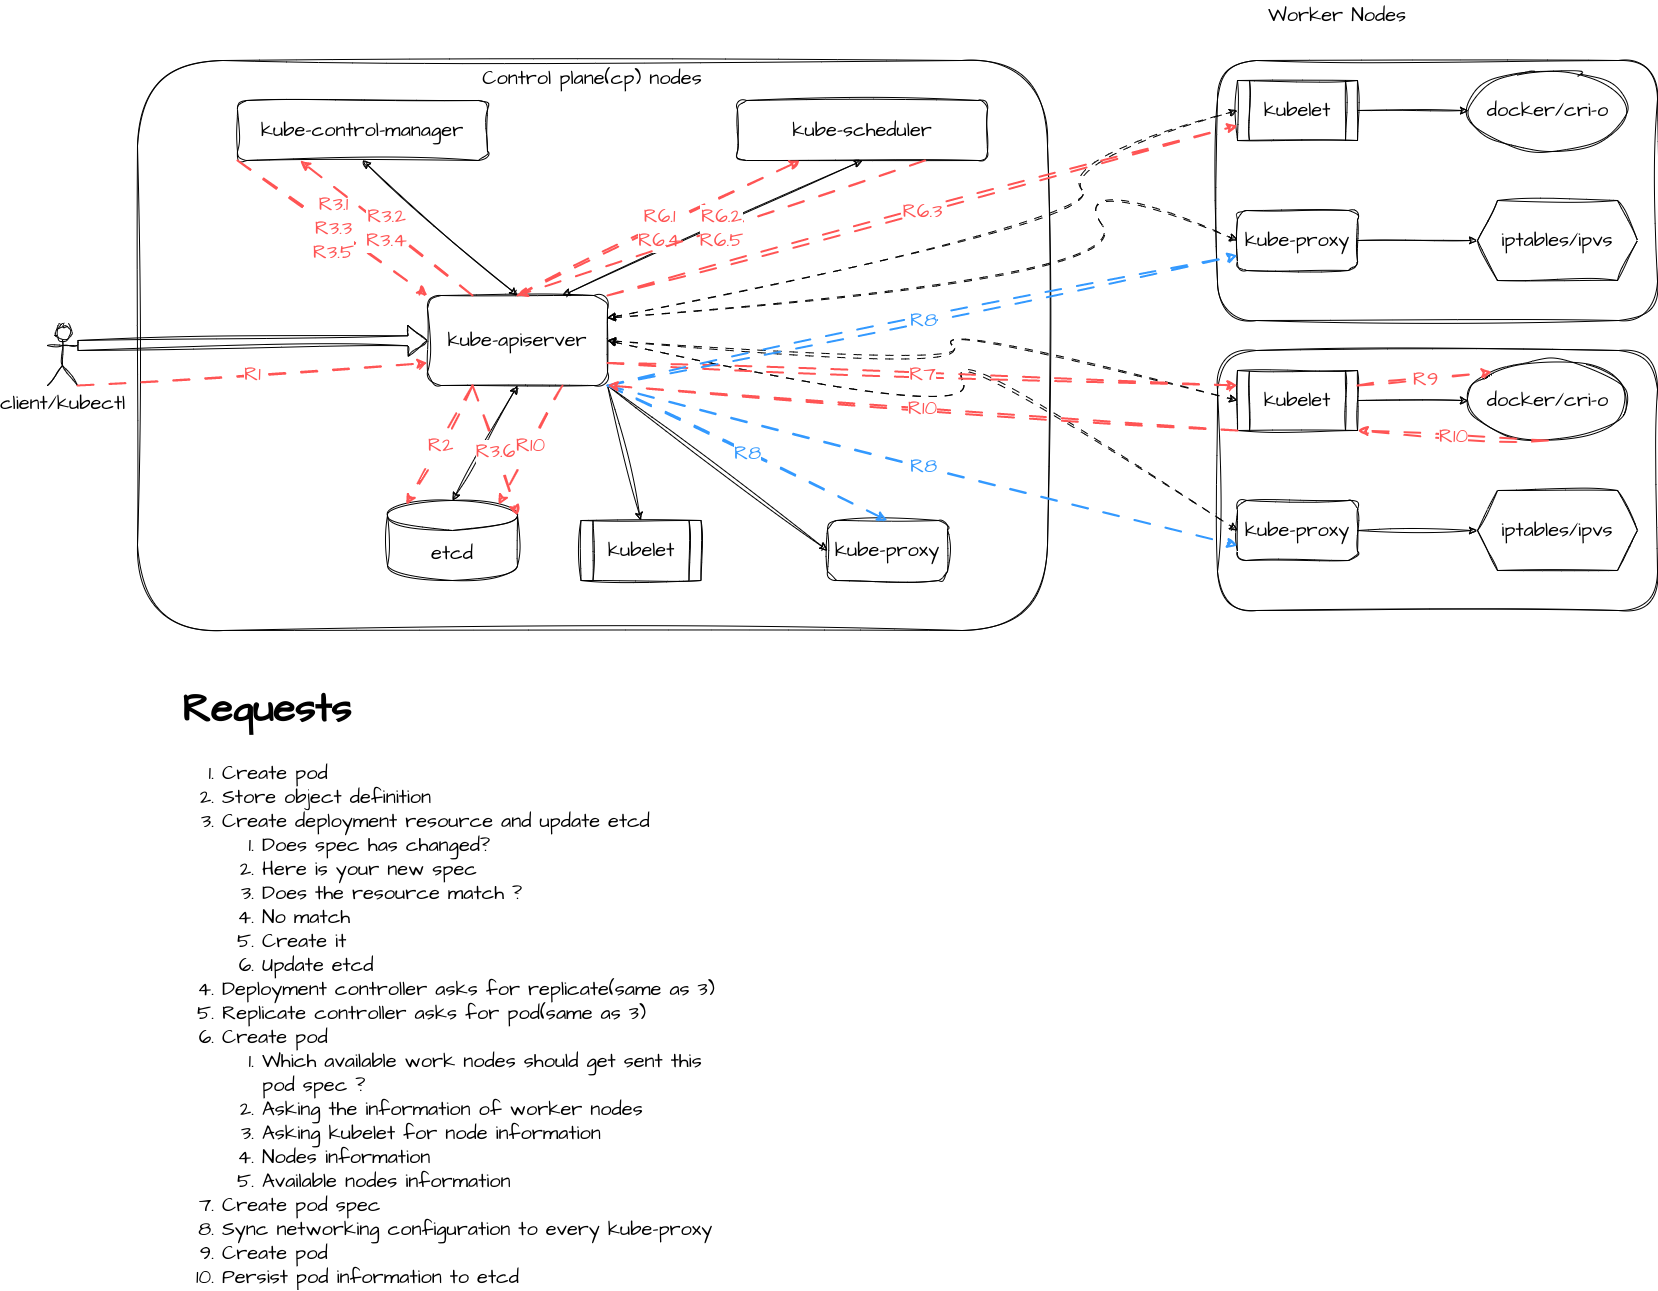 Worker Nodes
Control plane(cp) nodes
kube-control-manager
kube-scheduler
kubelet
docker/cri-o
R3.1
R3.2
R3.3
R3.4
R3.5
R6.1
R6.2
R6.4
R6.5
R6.3
kube-proxy
iptables/ipvs
kube-apiserver
R8
client/kubectl
R1
R7
R10
kubelet
R9
docker/cri-o
R10
R2
R3.6
R10
R8
R8
etcd
kubelet
kube-proxy
kube-proxy
iptables/ipvs
Requests
1. Create pod
2. Store object definition
3. Create deployment resource and update etcd
1. Does spec has changed?
2. Here is your new spec
3. Does the resource match ?
4. No match
5. Create it
6. Update etcd
4. Deployment controller asks for replicate(same as 3)
5. Replicate controller asks for pod(same as 3)
6. Create pod
1. Which available work nodes should get sent this
pod spec ?
2. Asking the information of worker nodes
3. Asking kubelet for node information
4. Nodes information
5. Available nodes information
7. Create pod spec
8. Sync networking configuration to every kube-proxy
9. Create pod
10. Persist pod information to etcd